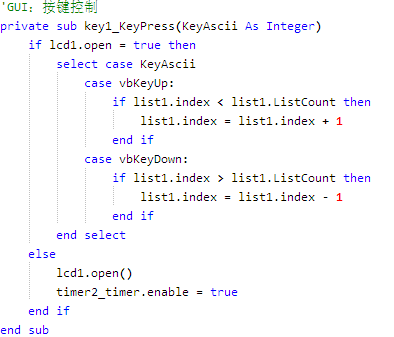 'GUI：按键控制
private sub key1_KeyPress(KeyAscii As Integer)
    if lcd1.open = true then
        select case KeyAscii
            case vbKeyUp:
                if list1.index < list1.ListCount then
                    list1.index = list1.index + 1
                end if
            case vbKeyDown:
                if list1.index > list1.ListCount then
                    list1.index = list1.index - 1
                end if
        end select
    else
        lcd1.open()
        timer2_timer.enable = true
    end if
end sub